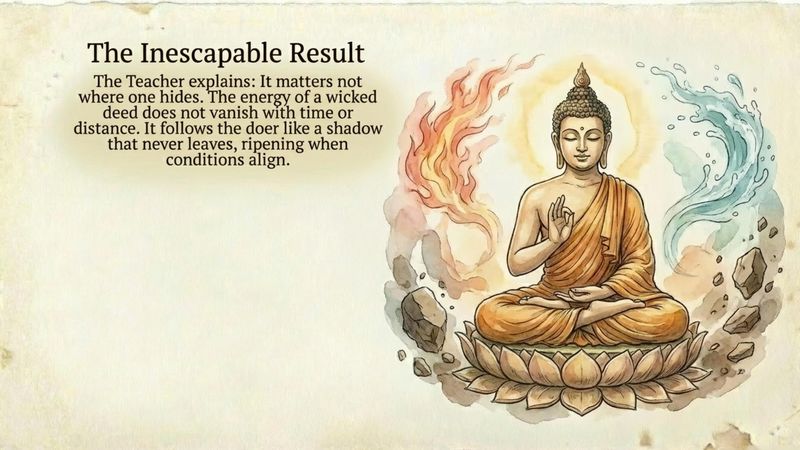 The Inescapable Result
The Teacher explains: It matters not
where one hides. The energy of a wicked
deed does not vanish with time or
distance. It follows the doer like a shadow
that never leaves, ripening when
conditions align.